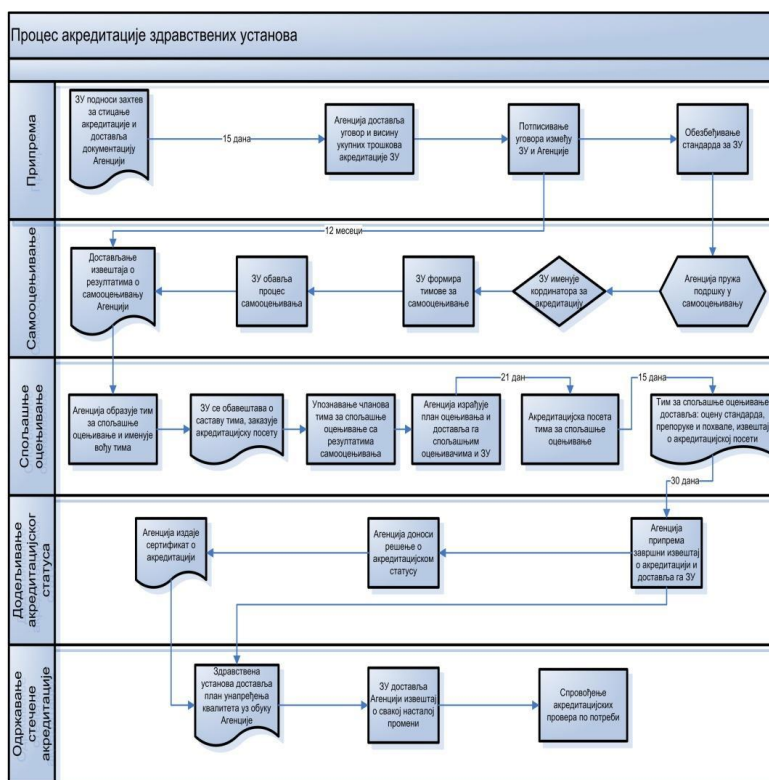 Процес акредитације здравствених установа
Припрема
ЗУ подноси захтев
за стицање
акредитације и
доставља
документацију
Агенцији
15 дана
Агенција доставља
уговор и висину
укупних трошкова
акредитације ЗУ
Потписивање
уговора између
ЗУ и Агенције
Обезбеђивање
стандарда за ЗУ
12 месеци
Самооцењивање
Достављање
извештаја о
резултатима о
самооцењивању
Агенцији
ЗУ обавља
процес
самооцењивања
ЗУ формира
тимове за
самооцењивање
ЗУ именује
корdинатора за
акредитацију
Агенција пружа
подршку у
самооцењивању
Спољашње
оцењивање
Агенција образује тим
за спољашње
оцењивање и именује
вођу тима
ЗУ се обавештава о
саставу тима, заказује
акредитацијску посету
Упознавање чланова
тима за спољашње
оцењивање са
резултатима
самооцењивања
Агенција израђује
план оцењивања и
доставља га
спољашњим
оцењивачима и ЗУ
21 дан
Акредитацијска посета
тима за спољашње
оцењивање
15 дана
Тим за спољашње оцењивање
доставља: оцену стандарда,
препоруке и похвале, извештај
о акредитацијској посети
30 дана
Додељивање
акредитацијског
статуса
Агенција издаје
сертификат о
акредитацији
Агенција доноси
решење о
акредитацијском
статусу
Агенција
припрема
завршни извештај
о акредитацији и
доставља га ЗУ
Одржавање
стечене
акредитације
Здравствена
установа доставља
план унапређења
квалитета уз обуку
Агенције
ЗУ доставља
Агенцији извештај
о свакој насталој
промени
Спровођење
акредитацијских
провера по потреби